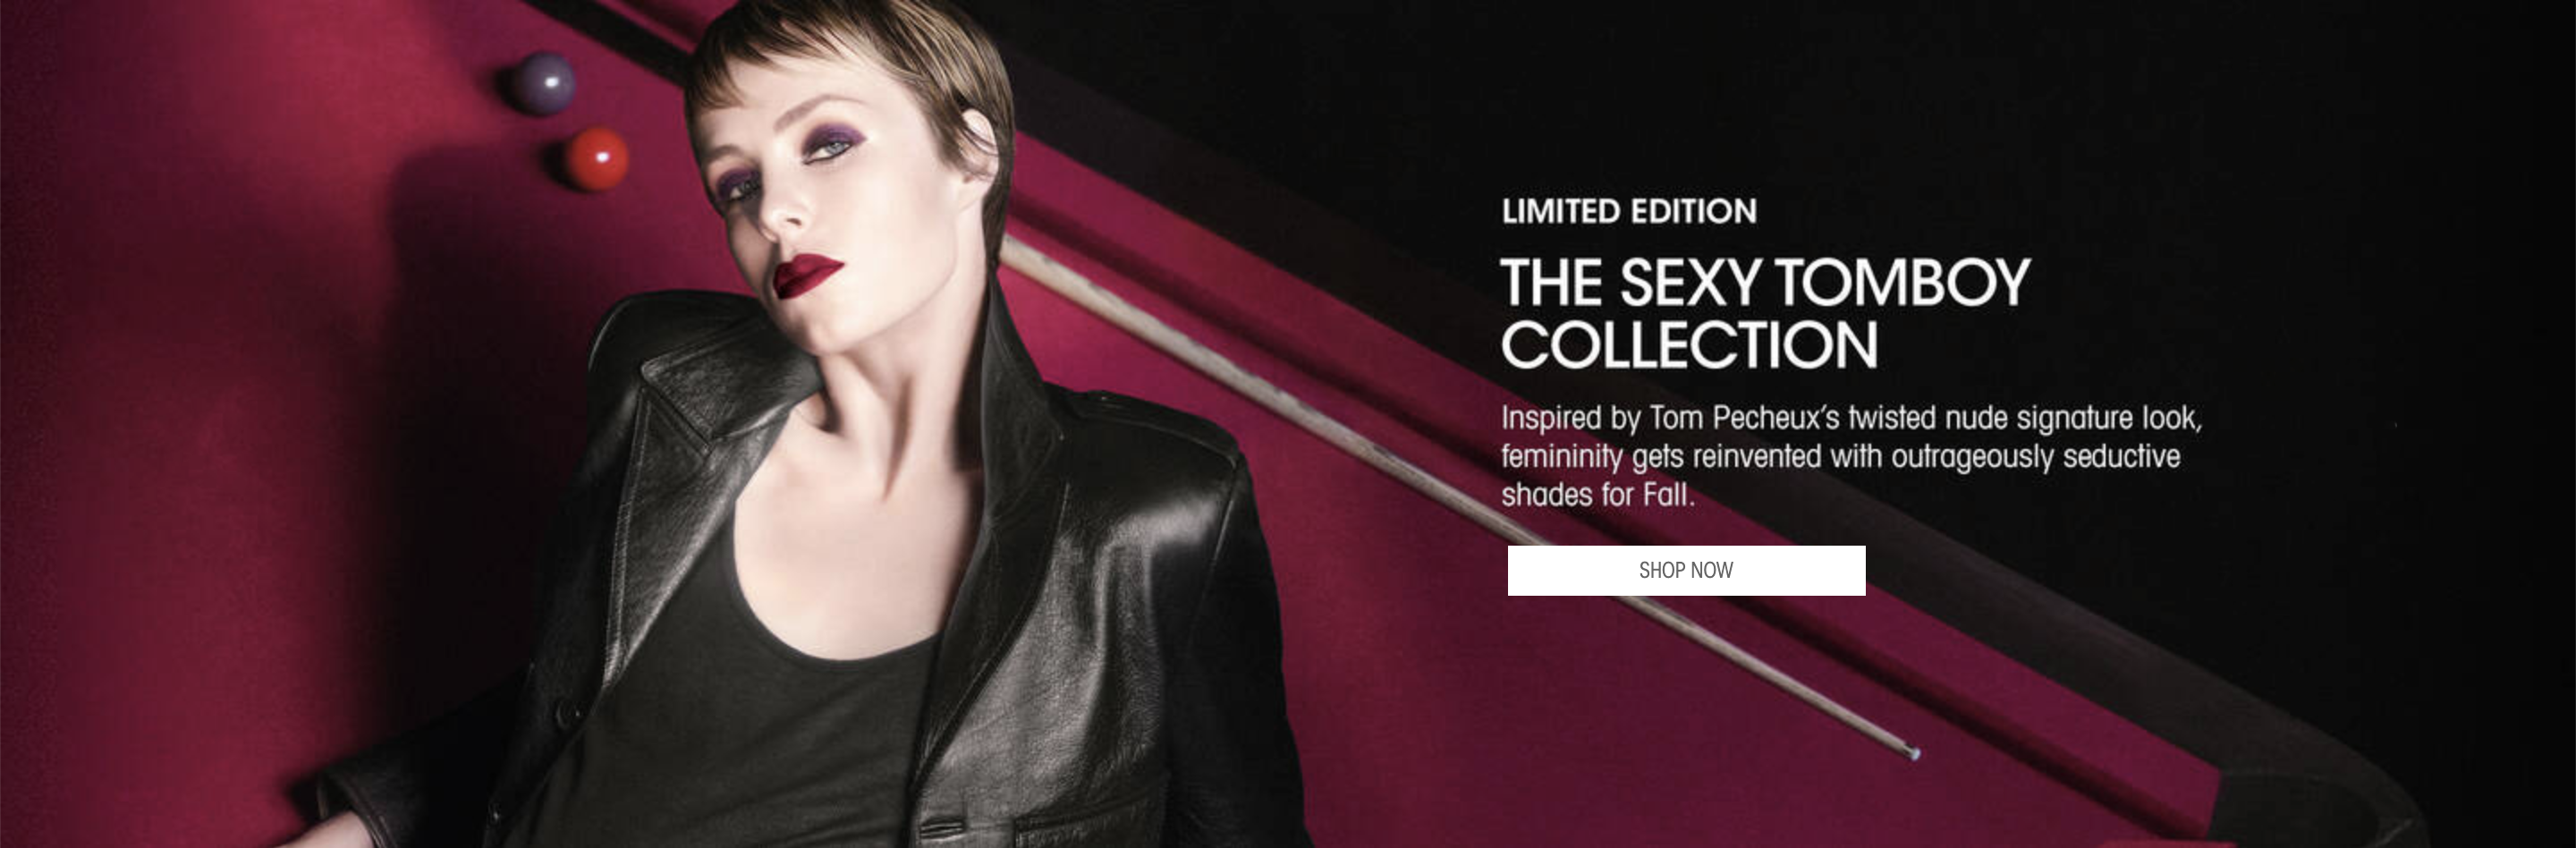 LIMITED EDITION
THE SEXY TOMBOY
COLLECTION
Inspired by Tom Pecheux’s twisted nude signature look,
femininity gets reinvented with outrageously seductive
shades for Fall.
SHOP NOW